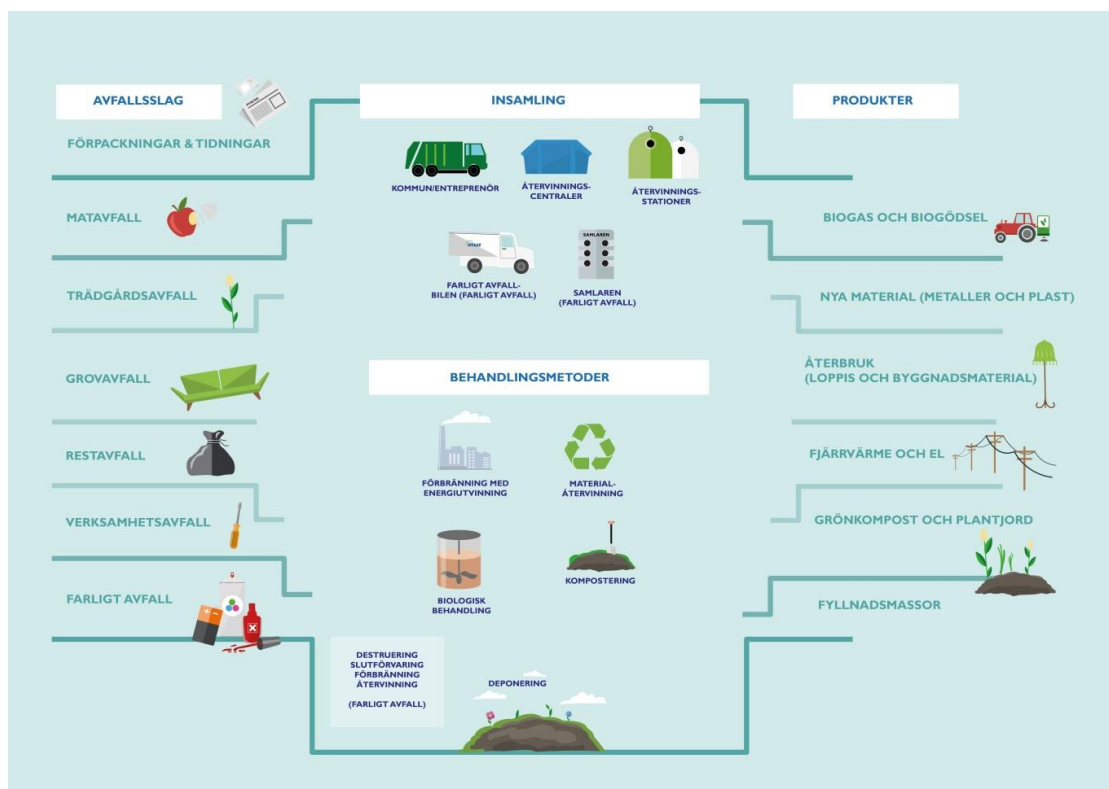 AVFALLSSLAG
FÖRPACKNINGAR & TIDNINGAR
MATAVFALL
TRÄDGÅRDSAVFALL
GROVAVFALL
RESTAVFALL
VERKSAMHETSAVFALL
FARLIGT AVFALL
INSAMLING
KOMMUN/ENTREPRENÖR
ÅTERVINNINGS-
CENTRALER
ÅTERVINNINGS-
STATIONER
FARLIGT AVFALL-
BILEN (FARLIGT AVFALL)
SAMLAREN
SAMLAREN
(FARLIGT AVFALL)
BEHANDLINGSMETODER
FÖRBRÄNNING MED
ENERGIUTVINNING
MATERIAL-
ÅTERVINNING
BIOLOGISK
BEHANDLING
KOMPOSTERING
DESTRUERING
SLUTFÖRVARING
FÖRBRÄNNING
ÅTERVINNING
(FARLIGT AVFALL)
DEPONERING
PRODUKTER
BIOGAS OCH BIOGÖDSEL
NYA MATERIAL (METALLER OCH PLAST)
ÅTERBRUK
(LOPPIS OCH BYGGNADSMATERIAL)
FJÄRRVÄRME OCH EL
GRÖNKOMPOST OCH PLANTJORD
FYLLNADSMASSOR